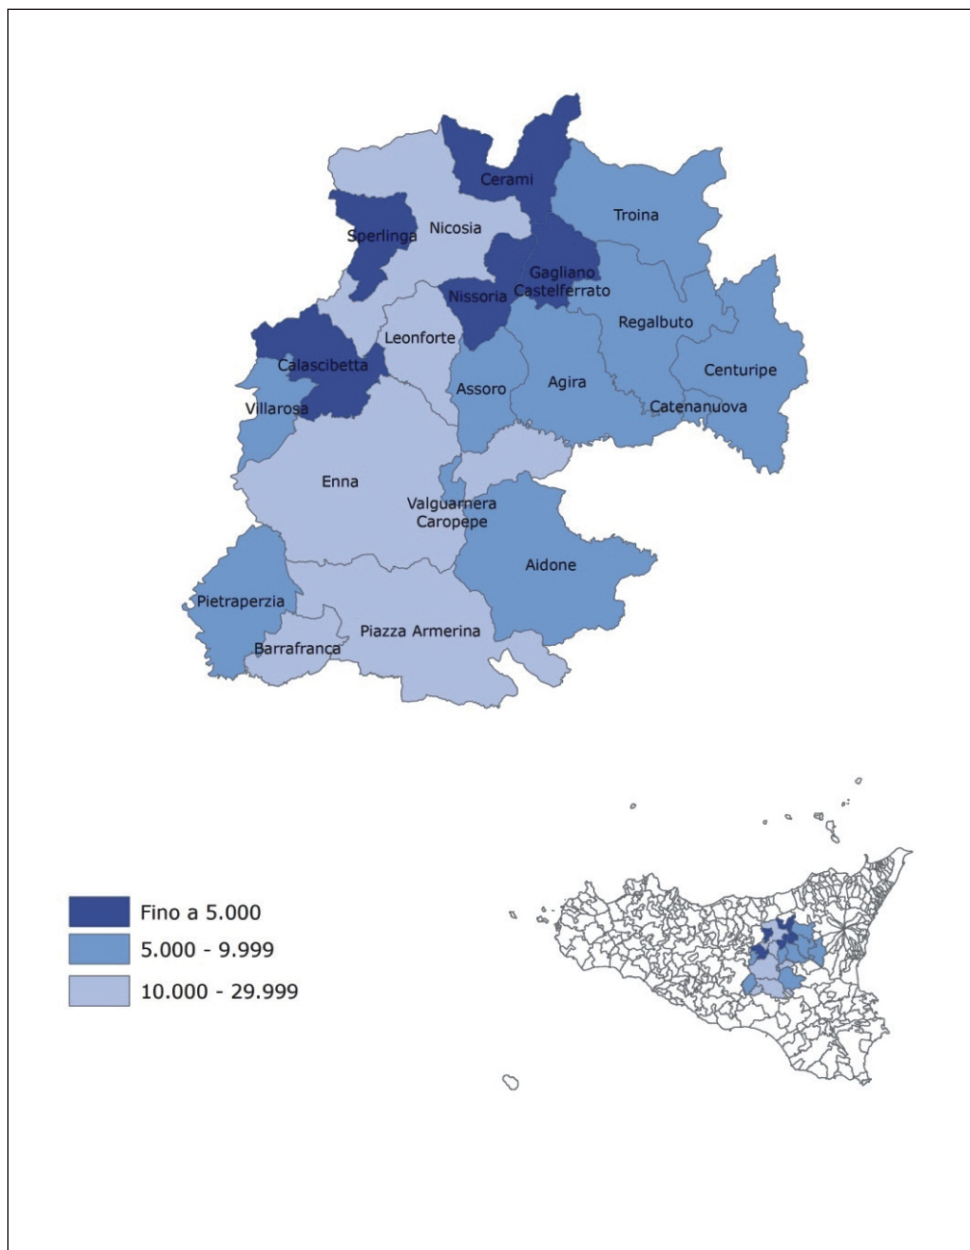 Cerami
Troina
Nicosia
Sperlinga
Gagliano
Castelferrato
Nissoria
Regalbuto
Leonforte
Calascibetta
Centuripe
Agira
Assoro
Catenanuova
Villarosa
Enna
Valguarnera
Caropepe
Aidone
Pietraperzia
Piazza Armerina
Barrafranca
Fino a 5.000
5.000 - 9.999
10.000 - 29.999